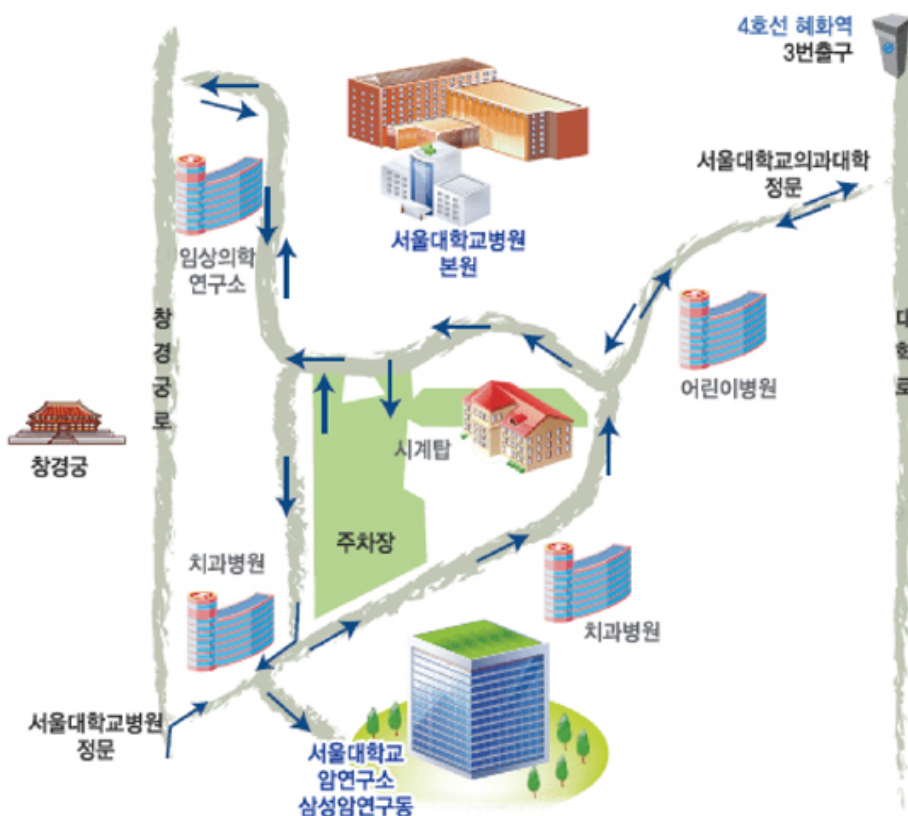 4호선 혜화역
3번출구
서울대학교의과대학
정문
서울대학교병원
본원
임상의학
연구소
창경궁로
대학로
어린이병원
창경궁
시계탑
주차장
치과병원
치과병원
서울대학교병원
정문
서울대학교
암연구소
삼성암연구동